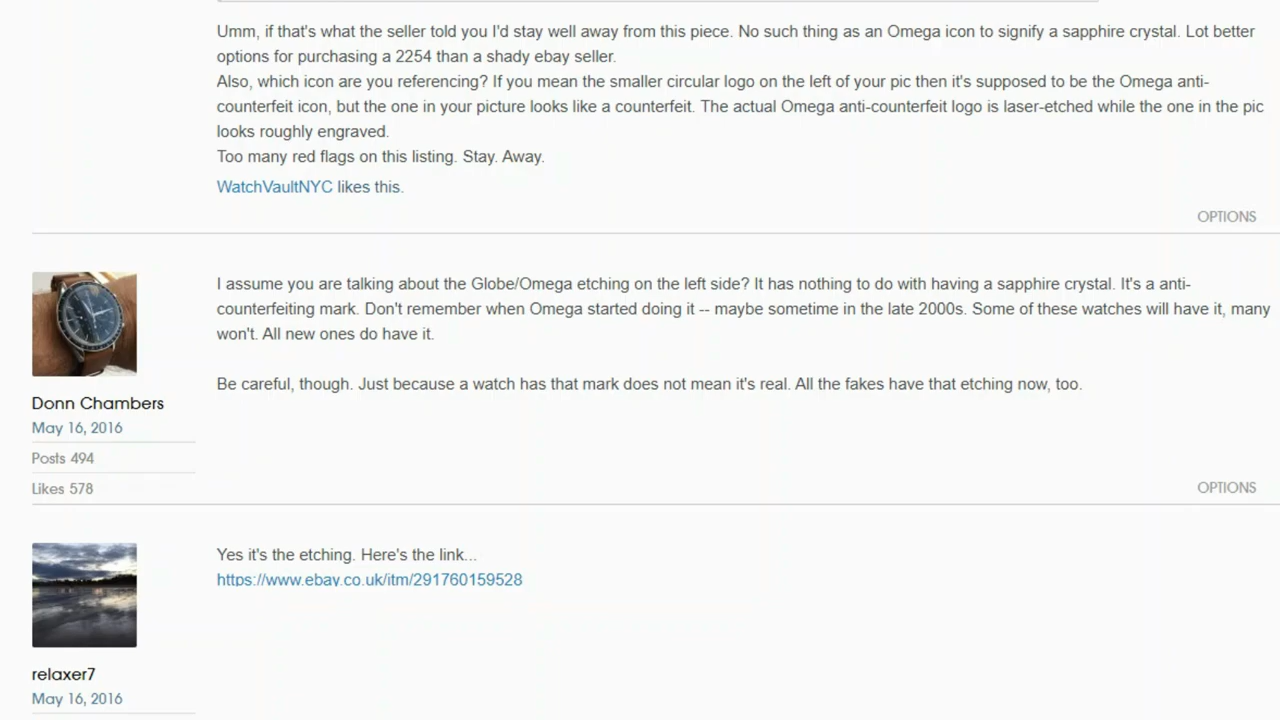 Umm, if that's what the seller told you I'd stay well away from this piece. No such thing as an Omega icon to signify a sapphire crystal. Lot better
options for purchasing a 2254 than a shady ebay seller.
Also, which icon are you referencing? If you mean the smaller circular logo on the left of your pic then it's supposed to be the Omega anti-
counterfeit icon, but the one in your picture looks like a counterfeit. The actual Omega anti-counterfeit logo is laser-etched while the one in the pic
looks roughly engraved.
Too many red flags on this listing. Stay. Away.
WatchVaultNYC likes this.
OPTIONS
I assume you are talking about the Globe/Omega etching on the left side? It has nothing to do with having a sapphire crystal. It's a anti-
counterfeiting mark. Don't remember when Omega started doing it -- maybe sometime in the late 2000s. Some of these watches will have it, many
won't. All new ones do have it.
Be careful, though. Just because a watch has that mark does not mean it's real. All the fakes have that etching now, too.
Donn Chambers
May 16, 2016
Posts 494
Likes 578
OPTIONS
Yes it's the etching. Here's the link...
https://www.ebay.co.uk/itm/291760159528
relaxer7
May 16, 2016